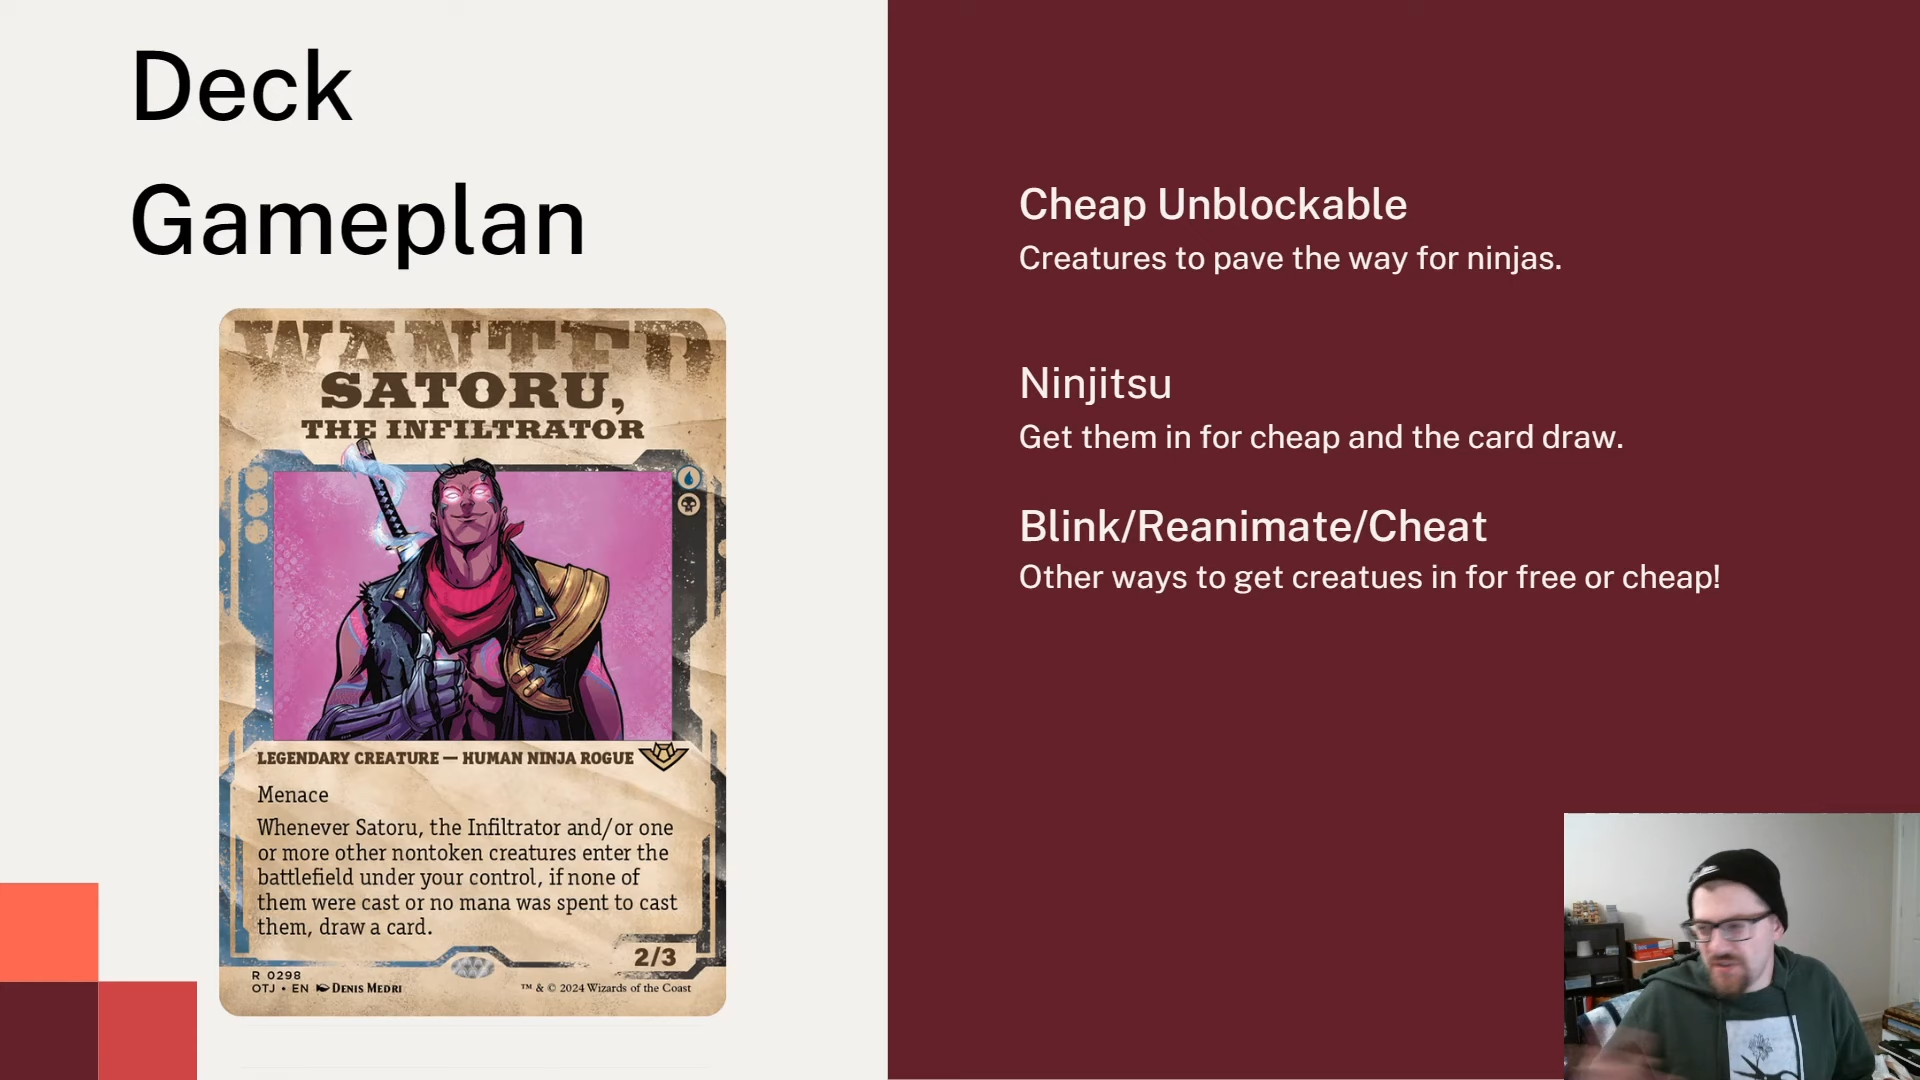 Deck
Gameplan
WANTED
SATORU,
THE INFILTRATOR
LEGENDARY CREATURE — HUMAN NINJA ROGUE
Menace
Whenever Satoru, the Infiltrator and/or one
or more other nontoken creatures enter the
battlefield under your control, if none of
them were cast or no mana was spent to cast
them, draw a card.
2/3
R 0298
OTJ • EN DENIS MEDRI
™ & © 2024 Wizards of the Coast
Cheap Unblockable
Creatures to pave the way for ninjas.
Ninjitsu
Get them in for cheap and the card draw.
Blink/Reanimate/Cheat
Other ways to get creatues in for free or cheap!